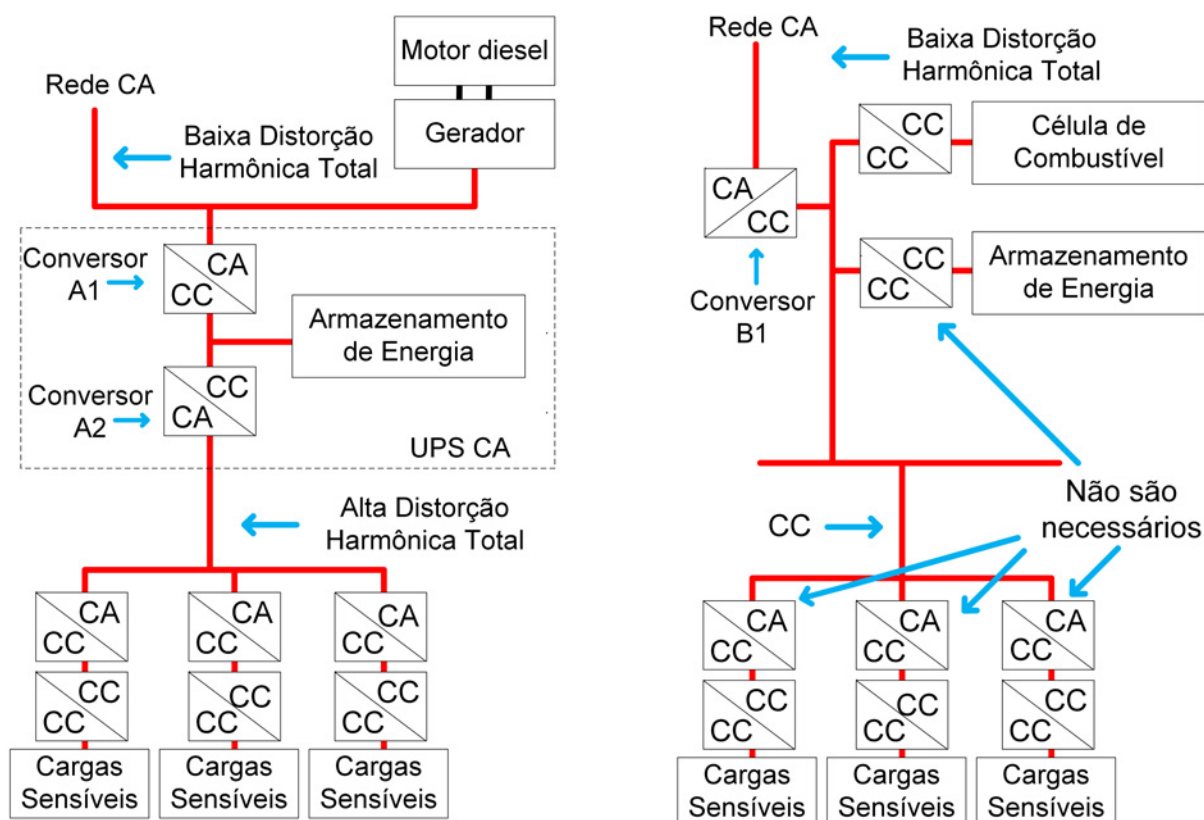 Rede CA
Motor diesel
Gerador
Baixa Distorção
Harmônica Total
Conversor
A1
CA
CC
Armazenamento
de Energia
Conversor
A2
CC
CA
UPS CA
Alta Distorção
Harmônica Total
CA
CC
CA
CC
CA
CC
CC
CC
CC
CC
CC
CC
Cargas
Sensíveis
Cargas
Sensíveis
Cargas
Sensíveis
Rede CA
Baixa Distorção
Harmônica Total
CC
CC
Célula de
Combustível
CA
CC
Conversor
B1
CC
CC
Armazenamento
de Energia
Não são
necessários
CC
CA
CC
CA
CC
CA
CC
CC
CC
CC
CC
CC
CC
Cargas
Sensíveis
Cargas
Sensíveis
Cargas
Sensíveis